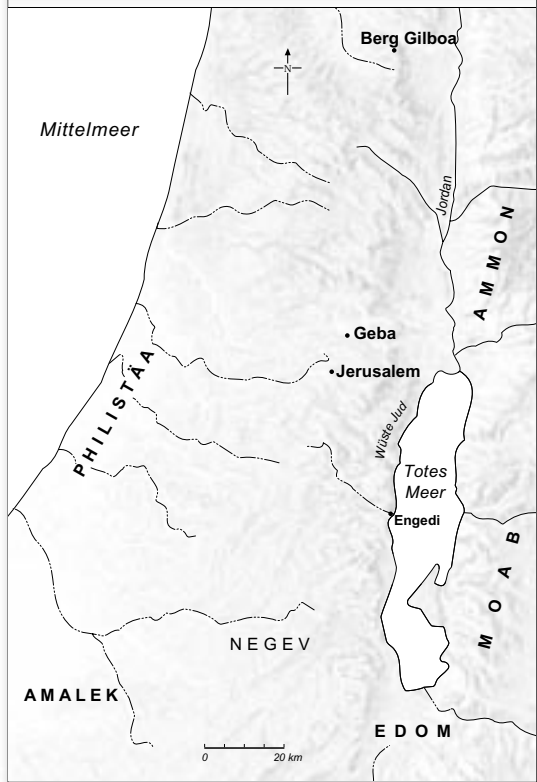 Berg Gilboa
N
Mittelmeer
Jordan
AMMON
Geba
Jerusalem
PHILISTÄA
Wüste Jud
Totes
Meer
Engedi
MOAB
NEGEV
AMALEK
EDOM
0 20 km